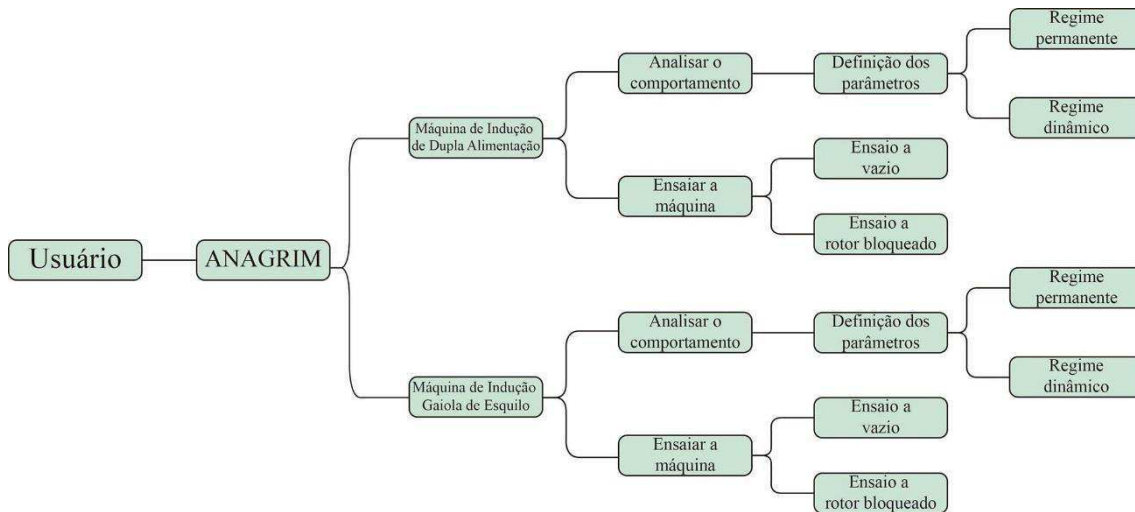 Usuário
ANAGRIM
Máquina de Indução
de Dupla Alimentação
Analisar o
comportamento
Definição dos
parâmetros
Regime
permanente
Regime
dinâmico
Ensaiar a
máquina
Ensaio a
vazio
Ensaio a
rotor bloqueado
Máquina de Indução
Gaiola de Esquilo
Analisar o
comportamento
Definição dos
parâmetros
Regime
permanente
Regime
dinâmico
Ensaiar a
máquina
Ensaio a
vazio
Ensaio a
rotor bloqueado